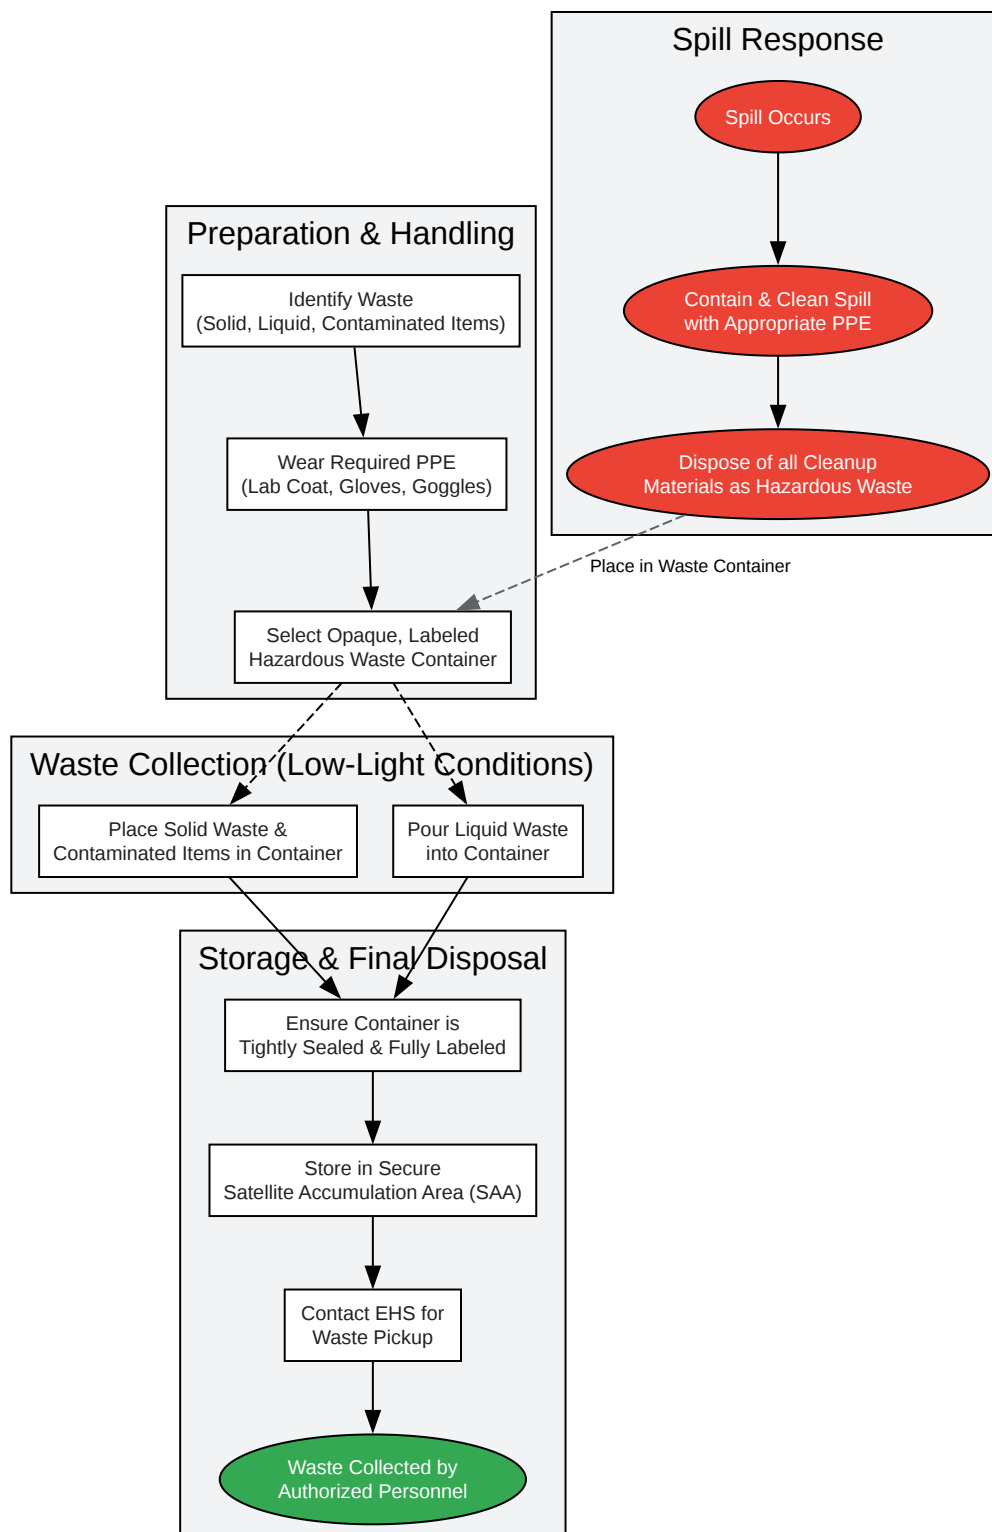 Spill Response
Spill Occurs
Contain & Clean Spill
with Appropriate PPE
Dispose of all Cleanup
Materials as Hazardous Waste
Place in Waste Container
Preparation & Handling
Identify Waste
(Solid, Liquid, Contaminated Items)
Wear Required PPE
(Lab Coat, Gloves, Goggles)
Select Opaque, Labeled
Hazardous Waste Container
Waste Collection (Low-Light Conditions)
Place Solid Waste &
Contaminated Items in Container
Pour Liquid Waste
into Container
Storage & Final Disposal
Ensure Container is
Tightly Sealed & Fully Labeled
Store in Secure
Satellite Accumulation Area (SAA)
Contact EHS for
Waste Pickup
Waste Collected by
Authorized Personnel